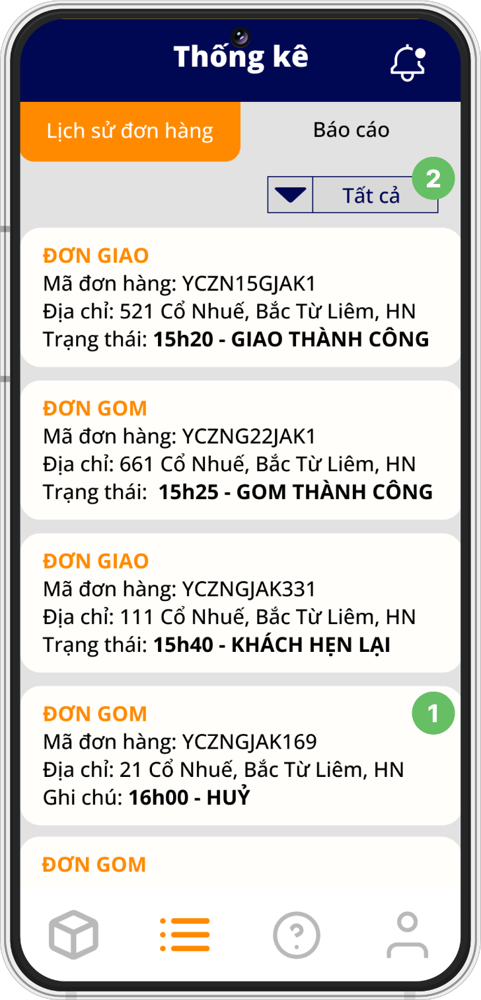 Thống kê
Lịch sử đơn hàng
Báo cáo
2
Tất cả
ĐƠN GIAO
Mã đơn hàng: YCZN15GJAK1
Địa chỉ: 521 Cổ Nhuế, Bắc Từ Liêm, HN
Trạng thái: 15h20 - GIAO THÀNH CÔNG
ĐƠN GOM
Mã đơn hàng: YCZNG22JAK1
Địa chỉ: 661 Cổ Nhuế, Bắc Từ Liêm, HN
Trạng thái: 15h25 - GOM THÀNH CÔNG
ĐƠN GIAO
Mã đơn hàng: YCZNGJAK331
Địa chỉ: 111 Cổ Nhuế, Bắc Từ Liêm, HN
Trạng thái: 15h40 - KHÁCH HẸN LẠI
ĐƠN GOM
1
Mã đơn hàng: YCZNGJAK169
Địa chỉ: 21 Cổ Nhuế, Bắc Từ Liêm, HN
Ghi chú: 16h00 - HUỶ
ĐƠN GOM